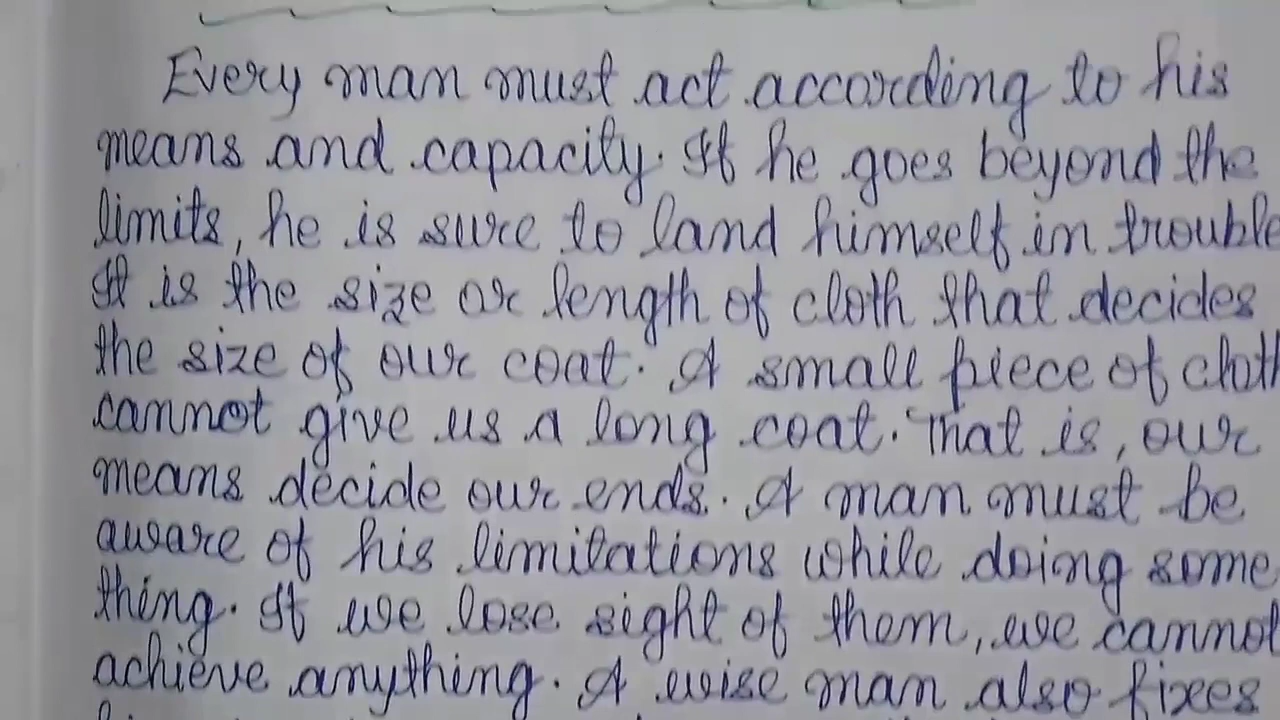 Every man must act according to his
means and capacity. If he goes beyond the
limits, he is sure to land himself in trouble
It is the size or length of cloth that decides
the size of our coat. A small piece of cloth
cannot give us a long coat. That is, our
means decide our ends. A man must be
aware of his limitations while doing some
thing. If we lose sight of them, we cannot
achieve anything. A wise man also fixes